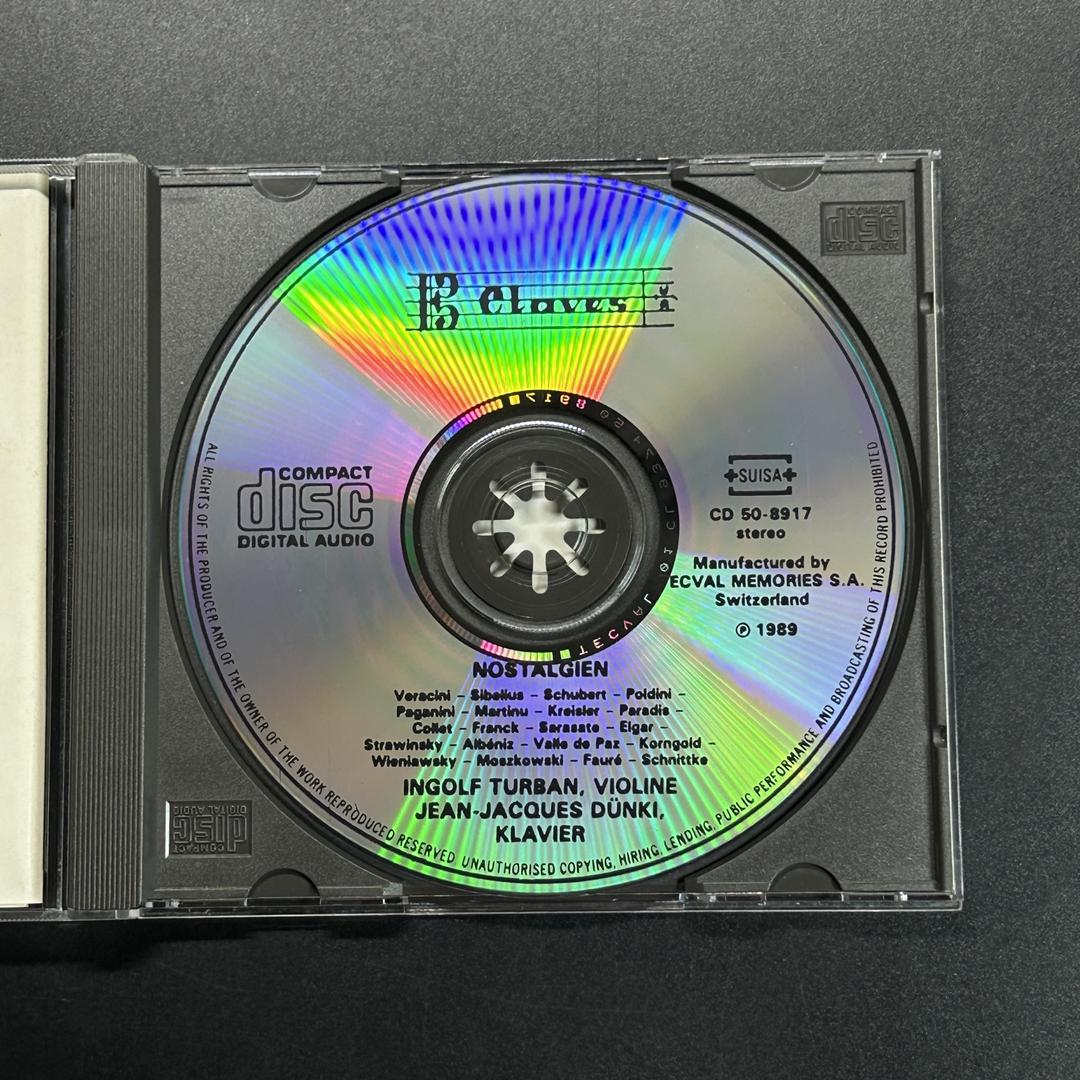 Claves
COMPACT
disc
DIGITAL AUDIO
SUISA
CD 50-8917
stereo
Manufactured by
ECVAL MEMORIES S.A.
Switzerland
℗ 1989
NOSTALGIEN
Veracini – Sibelius – Schubert – Poldini –
Paganini – Martinu – Kreisler – Paradis –
Collet – Franck – Sarasate – Elgar –
Strawinsky – Albéniz – Valle de Paz – Korngold –
Wieniawsky – Moszkowski – Fauré – Schnittke
INGOLF TURBAN, VIOLINE
JEAN-JACQUES DÜNKI,
KLAVIER
ALL RIGHTS OF THE PRODUCER AND OF THE OWNER OF THE WORK REPRODUCED RESERVED UNAUTHORISED COPYING, HIRING, LENDING, PUBLIC PERFORMANCE AND BROADCASTING OF THIS RECORD PROHIBITED
COMPACT
disc
DIGITAL AUDIO
COMPACT
disc
DIGITAL AUDIO